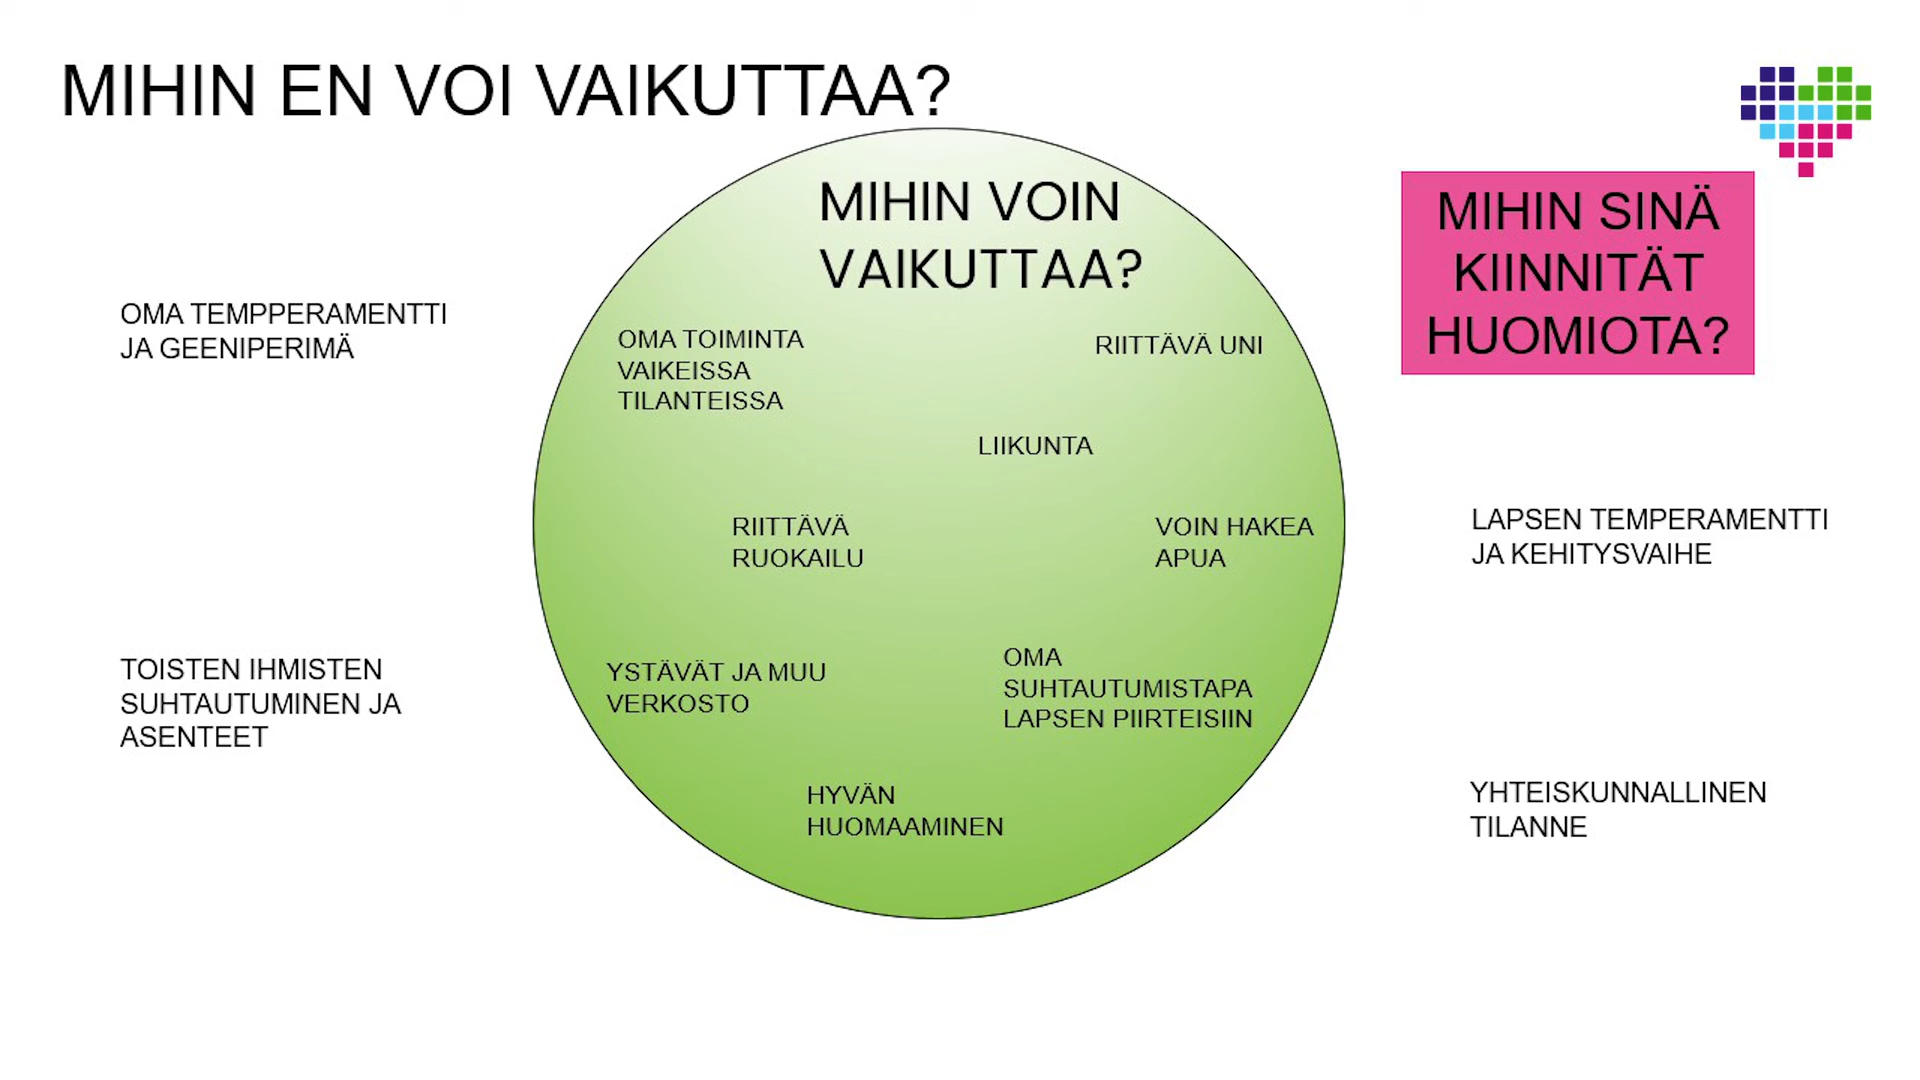 MIHIN EN VOI VAIKUTTAA?
MIHIN VOIN
VAIKUTTAA?
MIHIN SINÄ
KIINNITÄT
HUOMIOTA?
OMA TEMPPERAMENTTI
JA GEENIPERIMÄ
OMA TOIMINTA
VAIKEISSA
TILANTEISSA
RIITTÄVÄ UNI
LIIKUNTA
RIITTÄVÄ
RUOKAILU
VOIN HAKEA
APUA
LAPSEN TEMPERAMENTTI
JA KEHITYSVAIHE
TOISTEN IHMISTEN
SUHTAUTUMINEN JA
ASENTEET
YSTÄVÄT JA MUU
VERKOSTO
OMA
SUHTAUTUMISTAPA
LAPSEN PIIRTEISIIN
HYVÄN
HUOMAAMINEN
YHTEISKUNNALLINEN
TILANNE